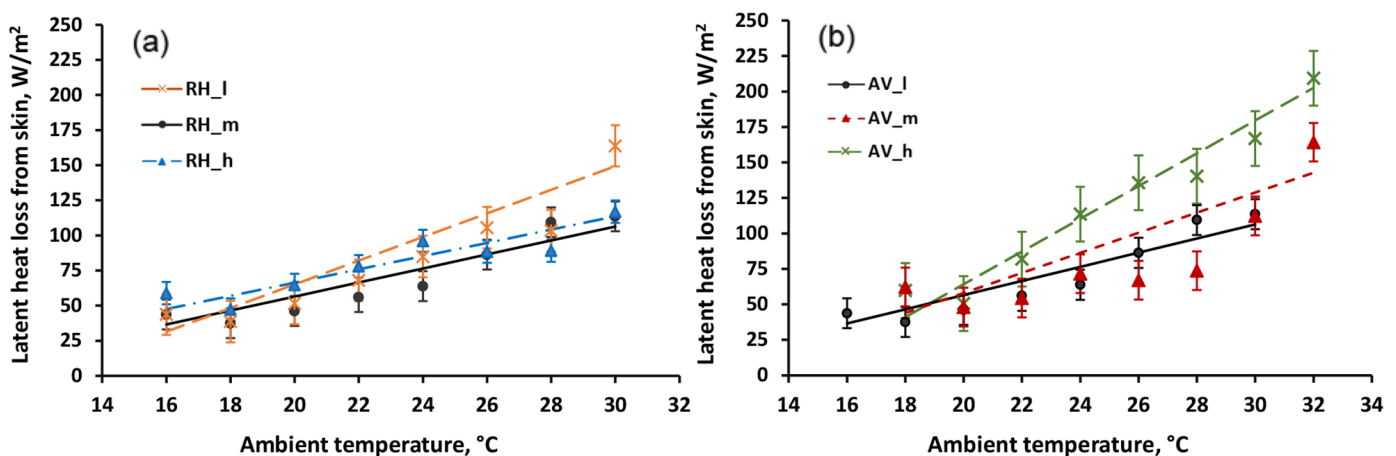 (a)
Latent heat loss from skin, W/m²
250
225
200
175
150
125
100
75
50
25
0
RH_l
RH_m
RH_h
14 16 18 20 22 24 26 28 30 32
Ambient temperature, °C
(b)
Latent heat loss from skin, W/m²
250
225
200
175
150
125
100
75
50
25
0
AV_l
AV_m
AV_h
14 16 18 20 22 24 26 28 30 32 34
Ambient temperature, °C